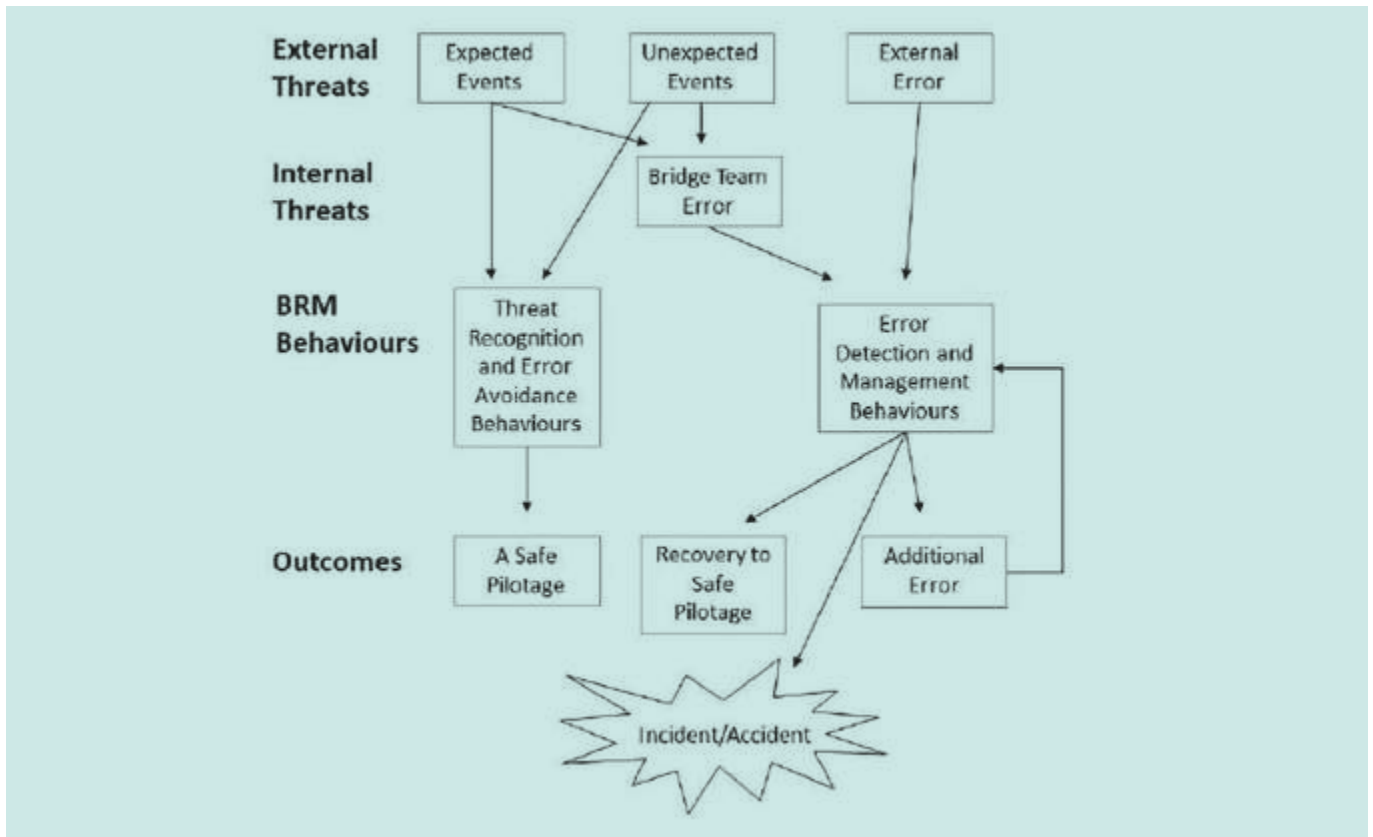 External
Threats
Expected
Events
Unexpected
Events
External
Error
Internal
Threats
Bridge Team
Error
BRM
Behaviours
Threat
Recognition
and Error
Avoidance
Behaviours
Error
Detection and
Management
Behaviours
Outcomes
A Safe
Pilotage
Recovery to
Safe
Pilotage
Additional
Error
Incident/Accident